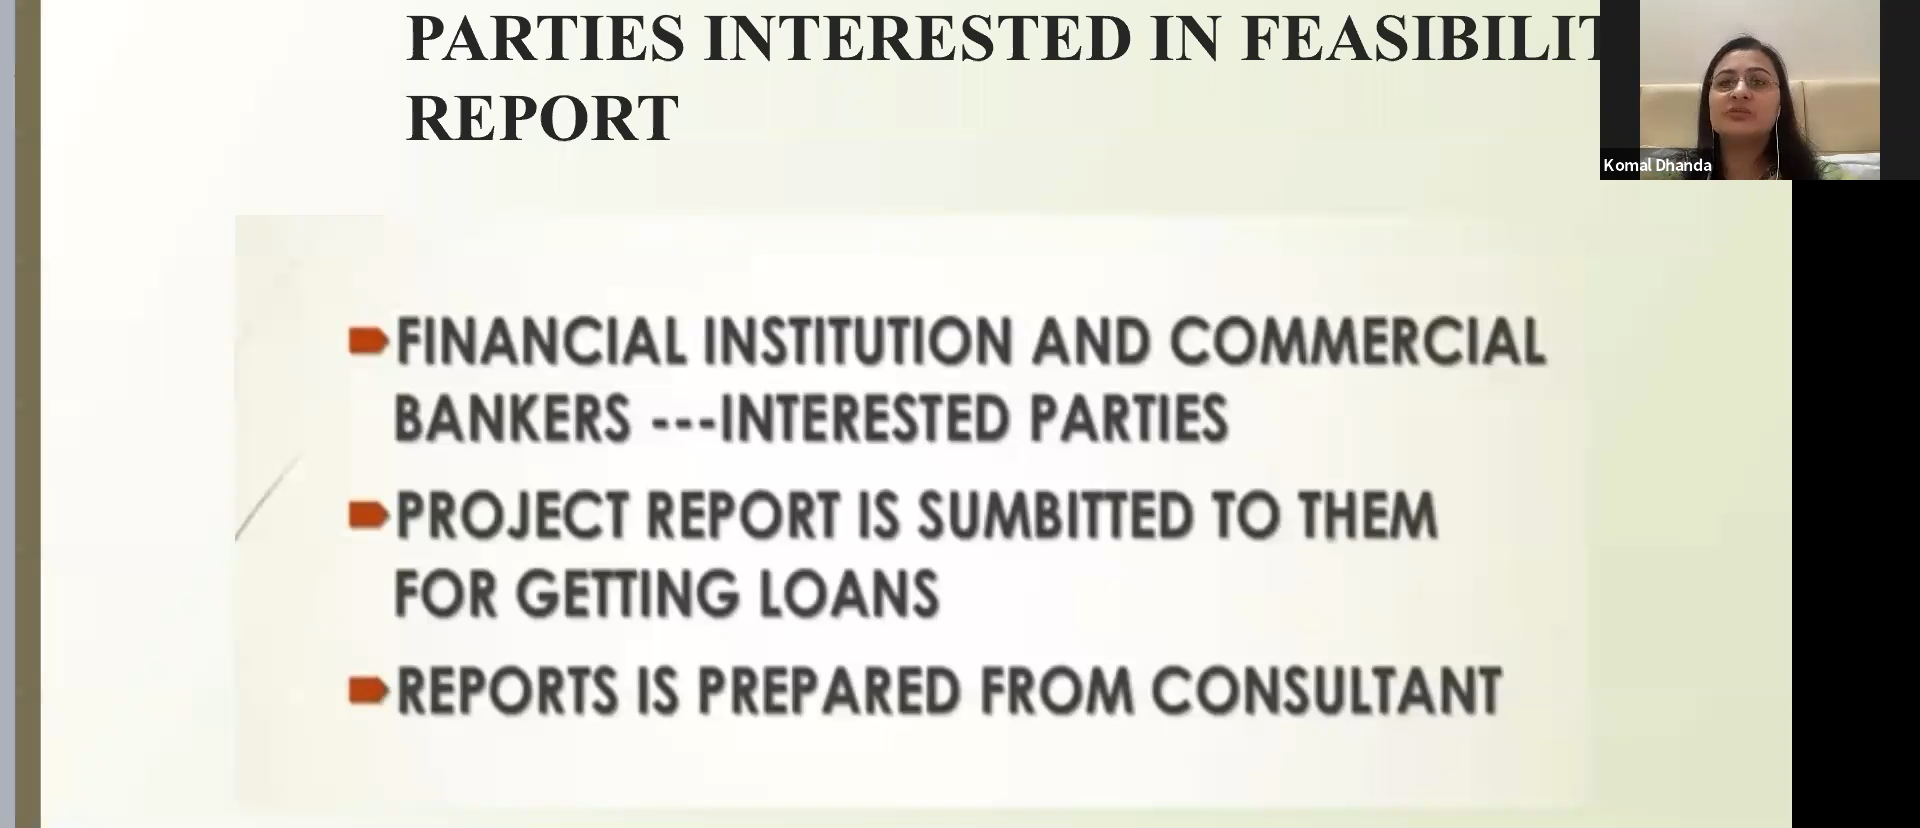 PARTIES INTERESTED IN FEASIBILIT
REPORT
Komal Dhanda
FINANCIAL INSTITUTION AND COMMERCIAL
BANKERS ---INTERESTED PARTIES
PROJECT REPORT IS SUMBITTED TO THEM
FOR GETTING LOANS
REPORTS IS PREPARED FROM CONSULTANT